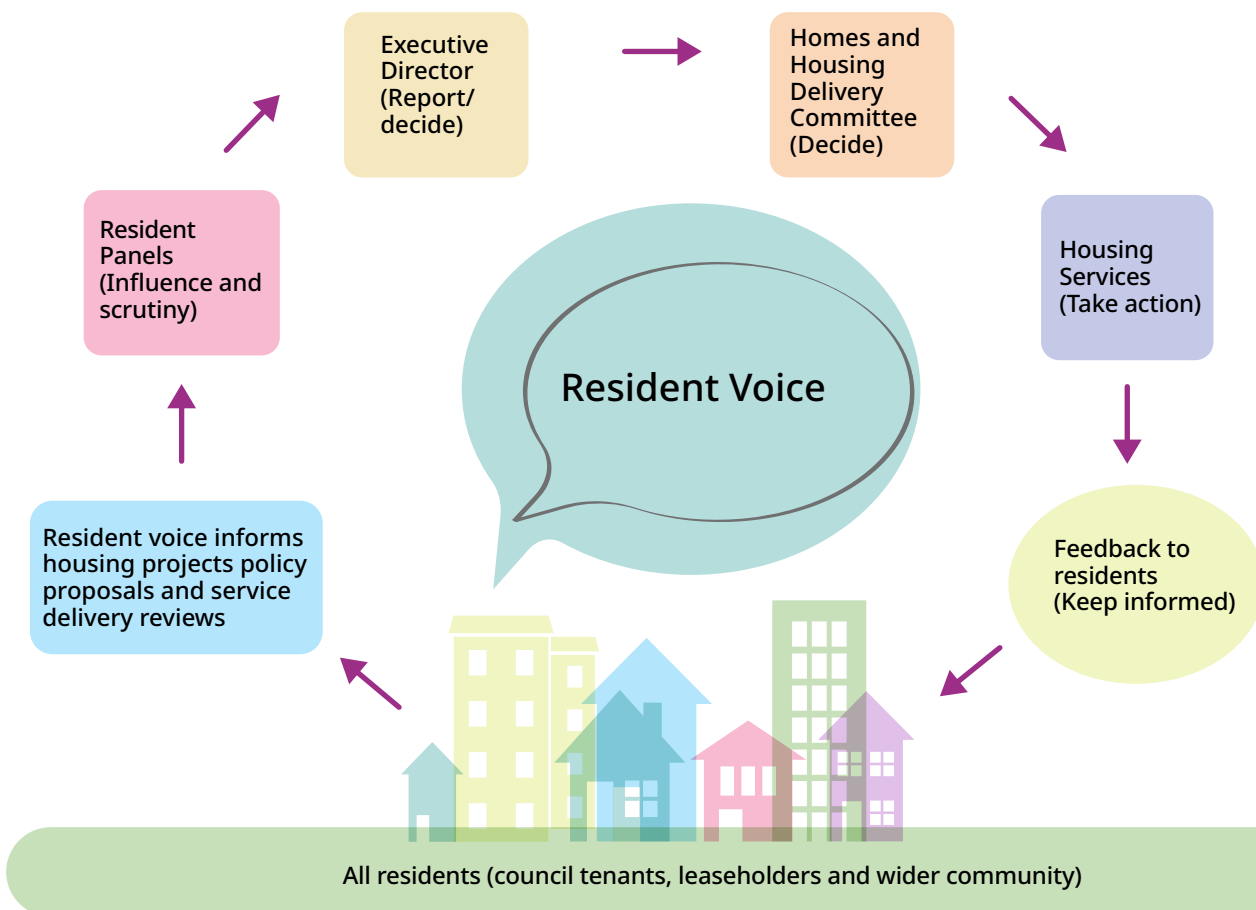 Executive
Director
(Report/
decide)
Homes and
Housing
Delivery
Committee
(Decide)
Resident
Panels
(Influence and
scrutiny)
Housing
Services
(Take action)
Resident Voice
Resident voice informs
housing projects policy
proposals and service
delivery reviews
Feedback to
residents
(Keep informed)
All residents (council tenants, leaseholders and wider community)